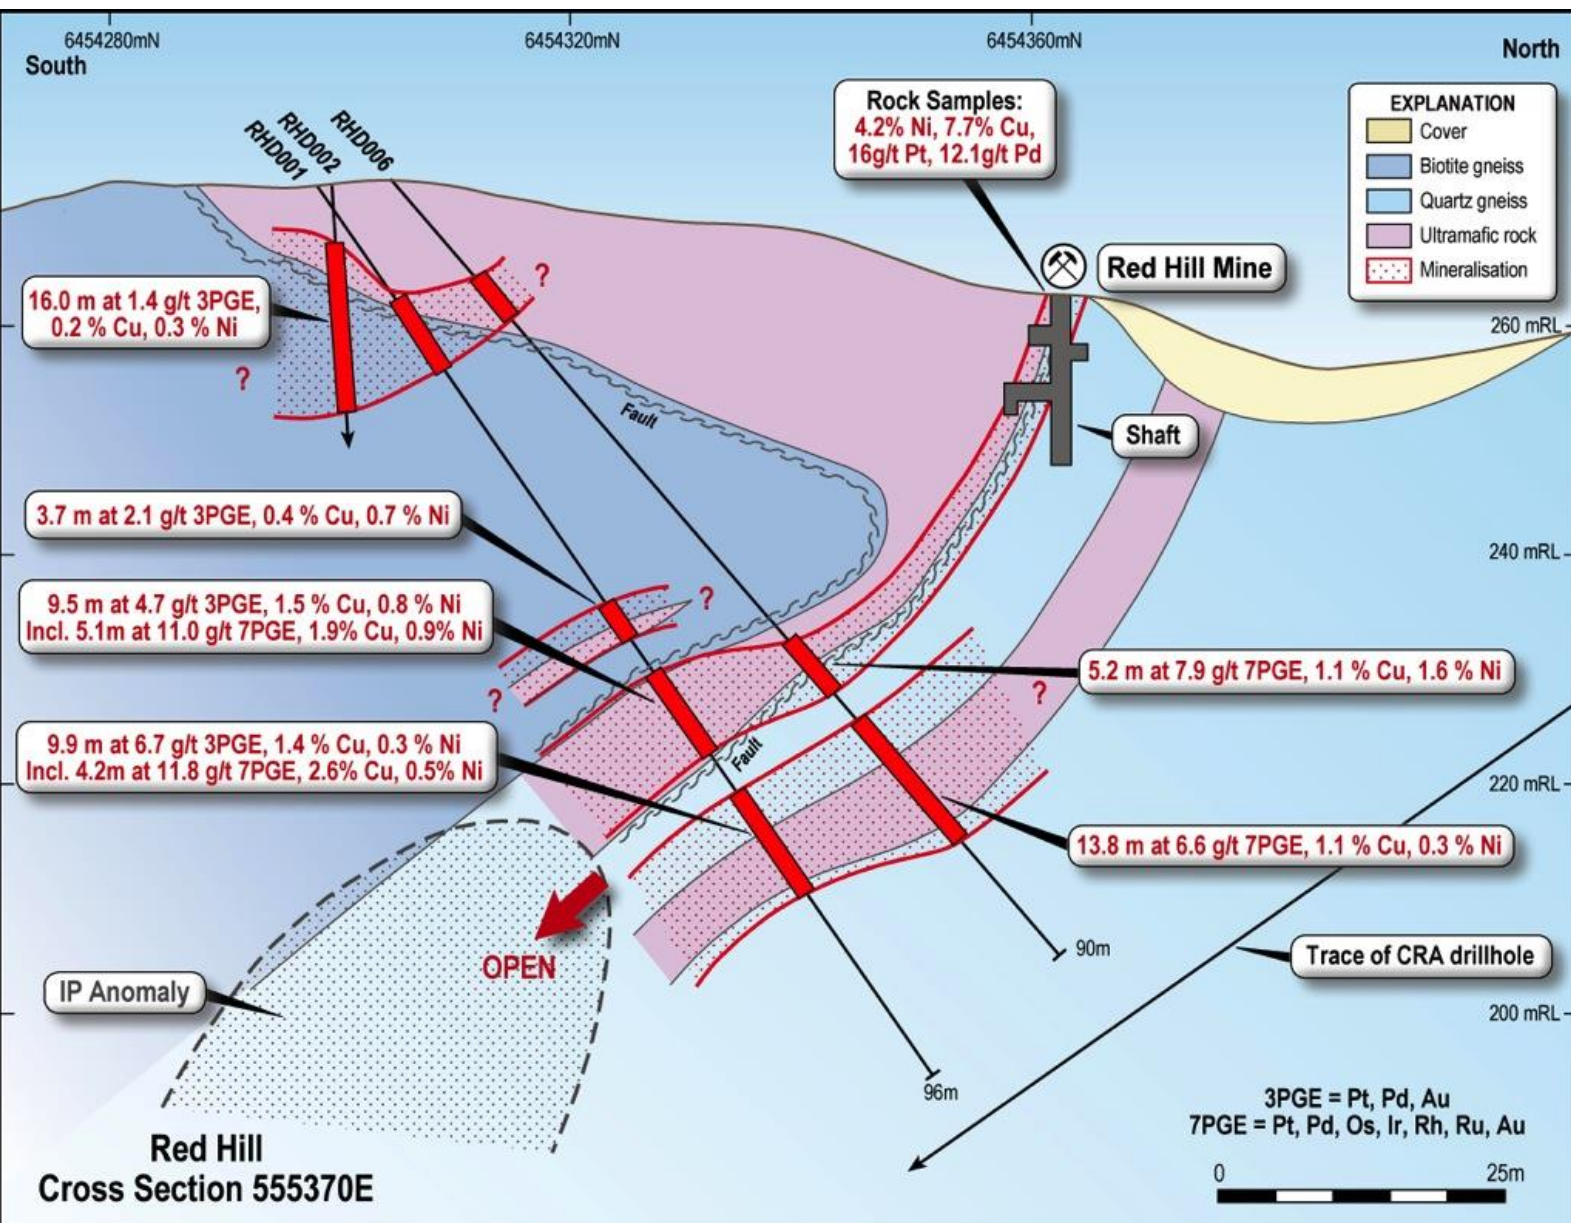 6454280mN
6454320mN
6454360mN
South
North
RHD001
RHD002
RHD006
Rock Samples:
4.2% Ni, 7.7% Cu,
16g/t Pt, 12.1g/t Pd
EXPLANATION
Cover
Biotite gneiss
Quartz gneiss
Ultramafic rock
Mineralisation
Red Hill Mine
?
16.0 m at 1.4 g/t 3PGE,
0.2 % Cu, 0.3 % Ni
260 mRL
?
Fault
Shaft
3.7 m at 2.1 g/t 3PGE, 0.4 % Cu, 0.7 % Ni
240 mRL
9.5 m at 4.7 g/t 3PGE, 1.5 % Cu, 0.8 % Ni
Incl. 5.1m at 11.0 g/t 7PGE, 1.9% Cu, 0.9% Ni
?
5.2 m at 7.9 g/t 7PGE, 1.1 % Cu, 1.6 % Ni
?
?
9.9 m at 6.7 g/t 3PGE, 1.4 % Cu, 0.3 % Ni
Incl. 4.2m at 11.8 g/t 7PGE, 2.6% Cu, 0.5% Ni
Fault
220 mRL
13.8 m at 6.6 g/t 7PGE, 1.1 % Cu, 0.3 % Ni
OPEN
90m
Trace of CRA drillhole
IP Anomaly
200 mRL
96m
3PGE = Pt, Pd, Au
7PGE = Pt, Pd, Os, Ir, Rh, Ru, Au
Red Hill
Cross Section 555370E
0
25m